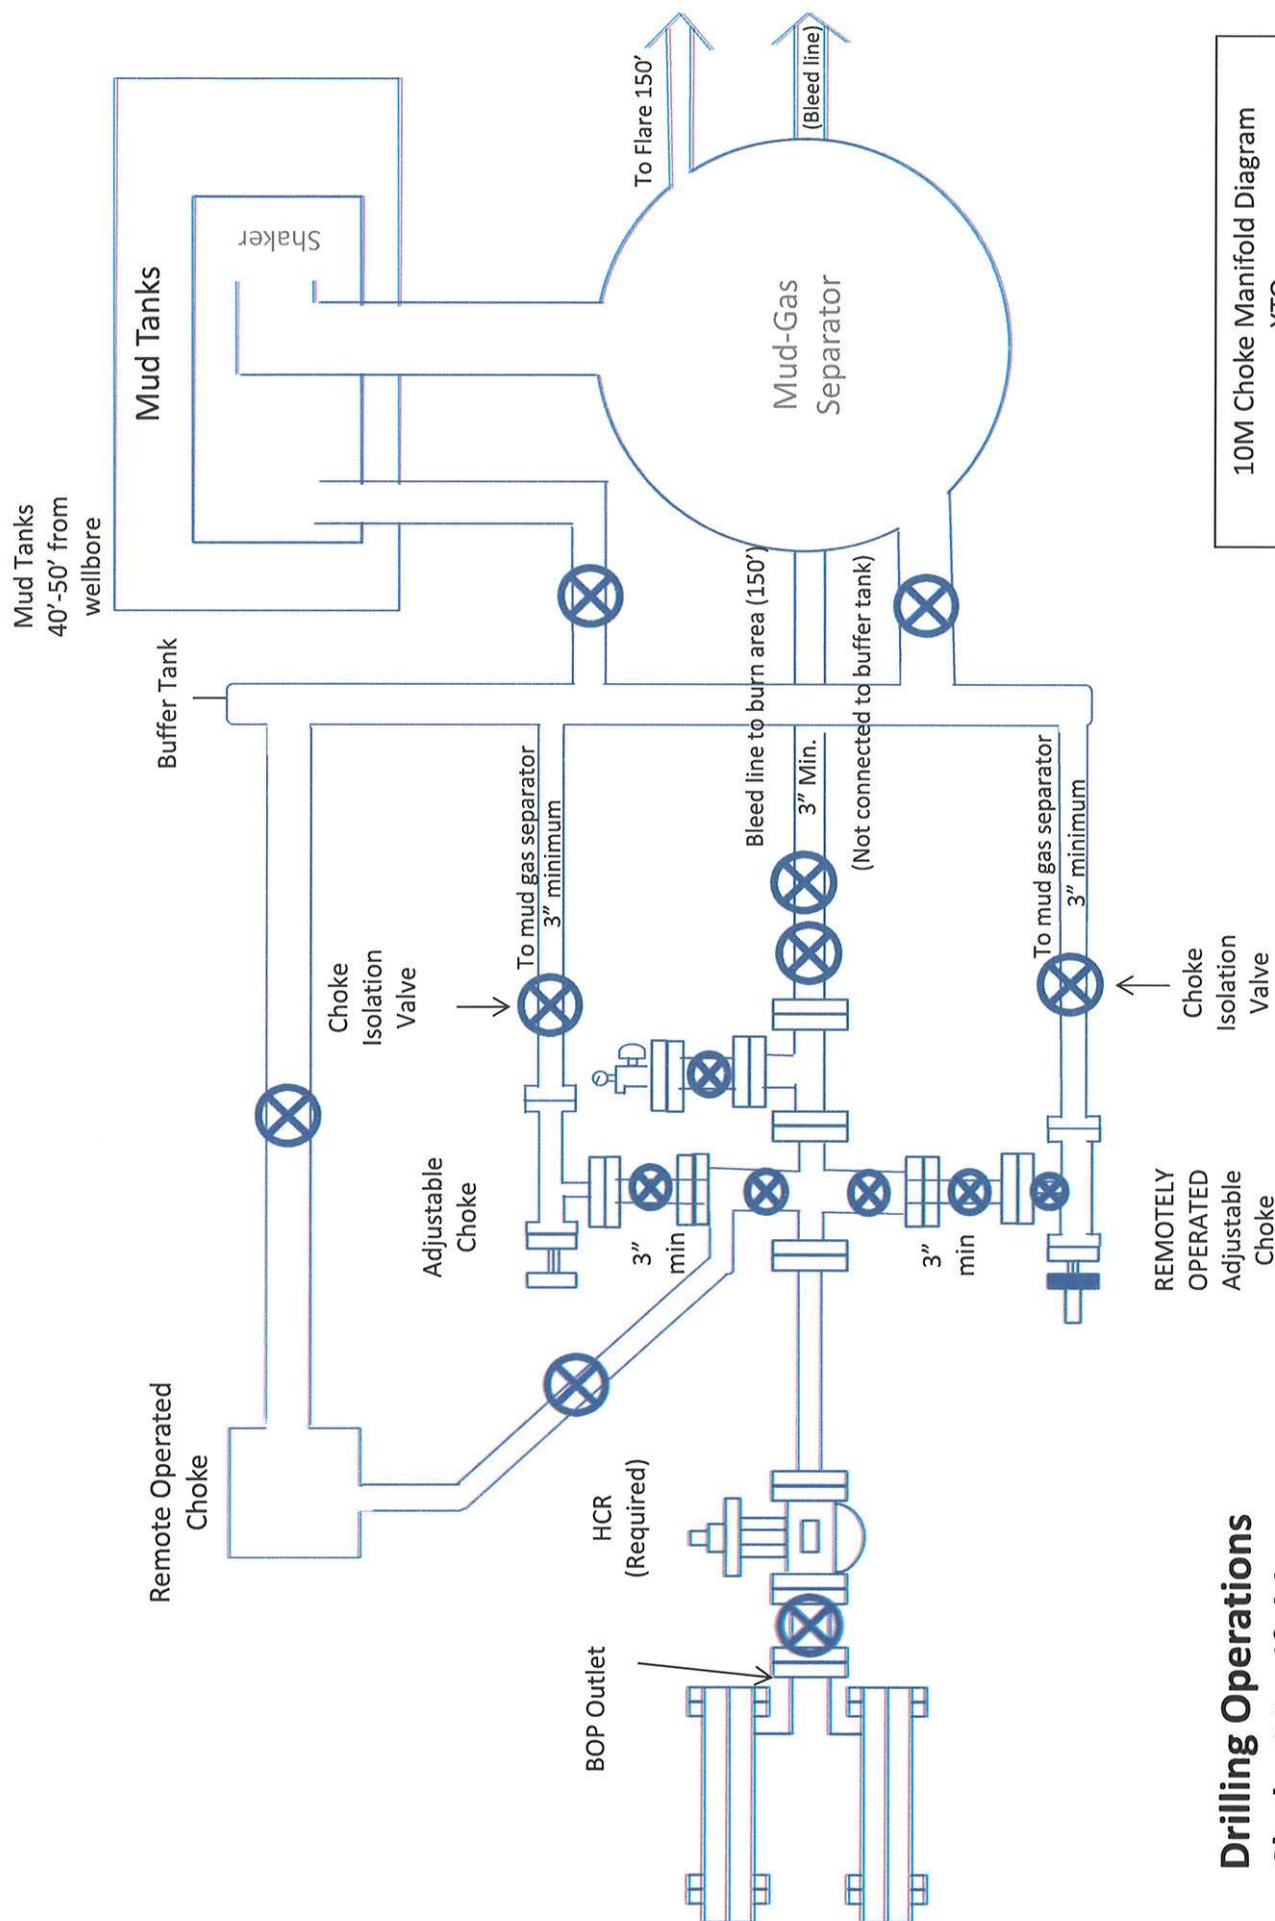 Mud Tanks
40’-50’ from
wellbore
Mud Tanks
Shaker
To Flare 150’
(Bleed line)
Mud-Gas
Separator
Buffer Tank
Bleed line to burn area (150’)
3” Min.
(Not connected to buffer tank)
To mud gas separator
3” minimum
To mud gas separator
3” minimum
Choke
Isolation
Valve
Choke
Isolation
Valve
Adjustable
Choke
3”
min
3”
min
REMOTELY
OPERATED
Adjustable
Choke
Remote Operated
Choke
HCR
(Required)
BOP Outlet
Drilling Operations
10M Choke Manifold Diagram
XTO